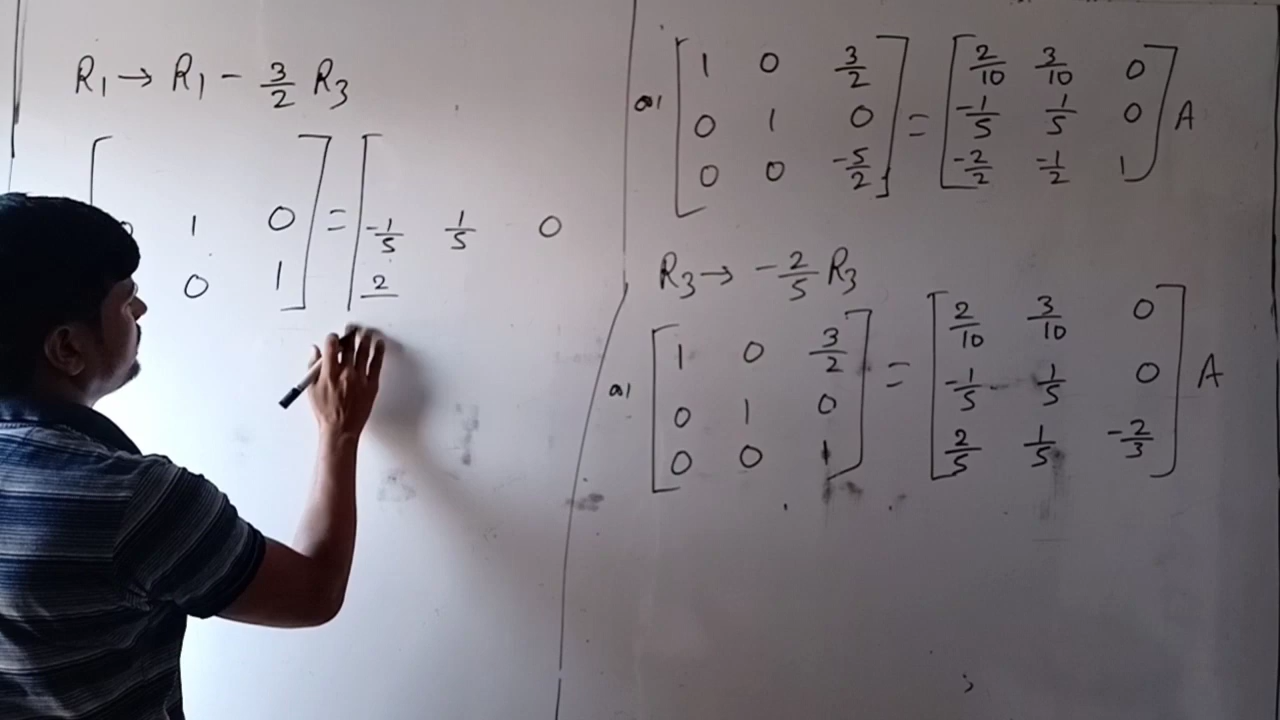 R₁ → R₁ - 3/2 R₃
[ ] = [
0 1 0 = -1/5 1/5 0
0 1 2
[ 1 0 3/2 ] = [ 2/10 3/10 0 ]
[ 0 1 0 ] = [ -1/5 1/5 0 ] A
[ 0 0 -5/2 ] [ -2/2 -1/2 1 ]
R₃ → -2/5 R₃
[ 1 0 3/2 ] = [ 2/10 3/10 0 ]
[ 0 1 0 ] = [ -1/5 1/5 0 ] A
[ 0 0 1 ] [ 2/5 1/5 -2/3 ]